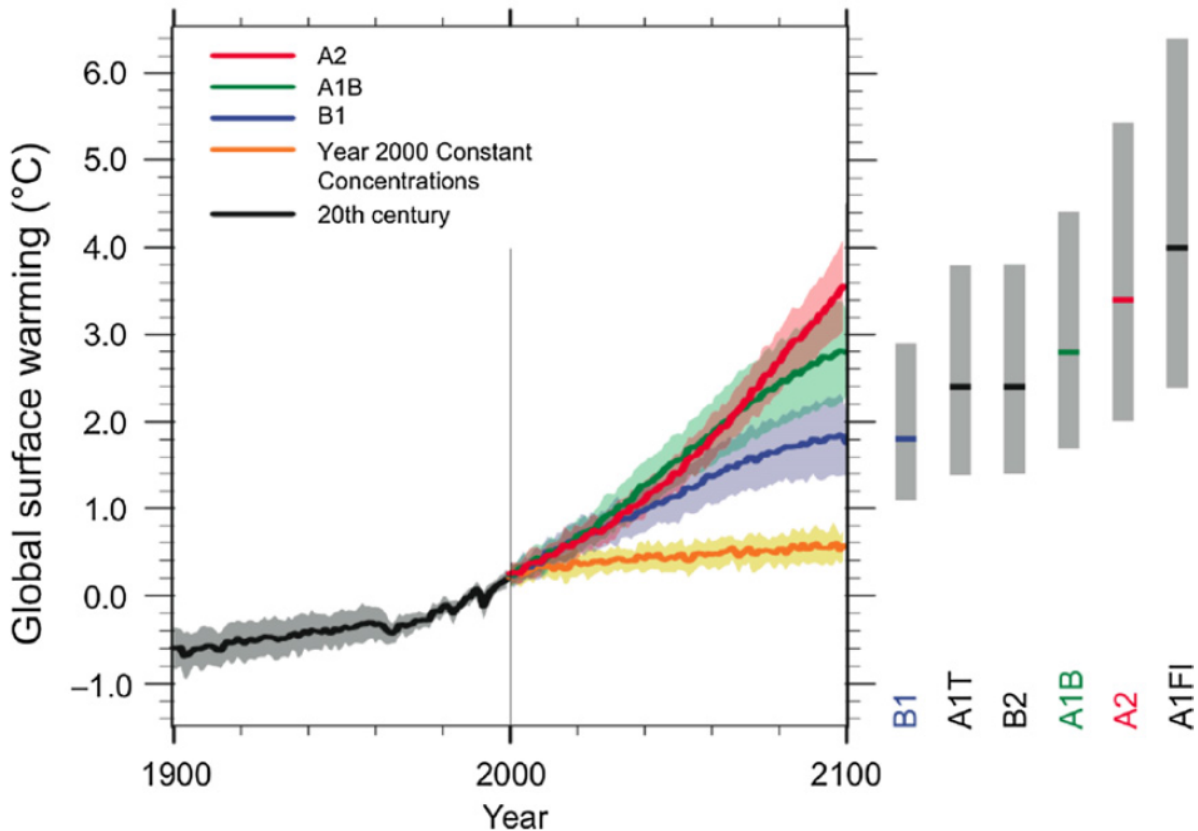 Global surface warming (°C)
6.0
5.0
4.0
3.0
2.0
1.0
0.0
−1.0
A2
A1B
B1
Year 2000 Constant
Concentrations
20th century
1900
2000
2100
Year
B1
A1T
B2
A1B
A2
A1FI